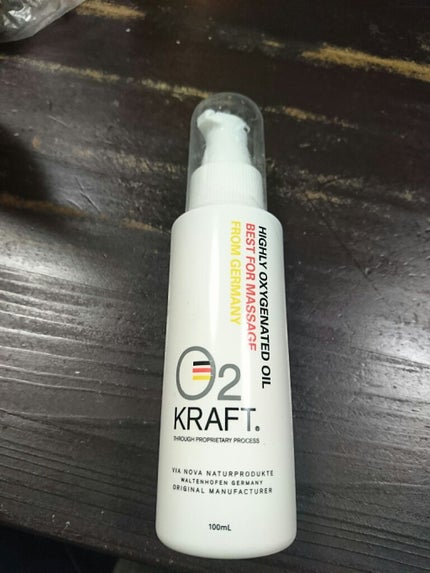 HIGHLY OXYGENATED OIL
BEST FOR MASSAGE
FROM GERMANY
O2
KRAFT®
THROUGH PROPRIETARY PROCESS
VIA NOVA NATURPRODUKTE
WALTENHOFEN GERMANY
ORIGINAL MANUFACTURER
100mL